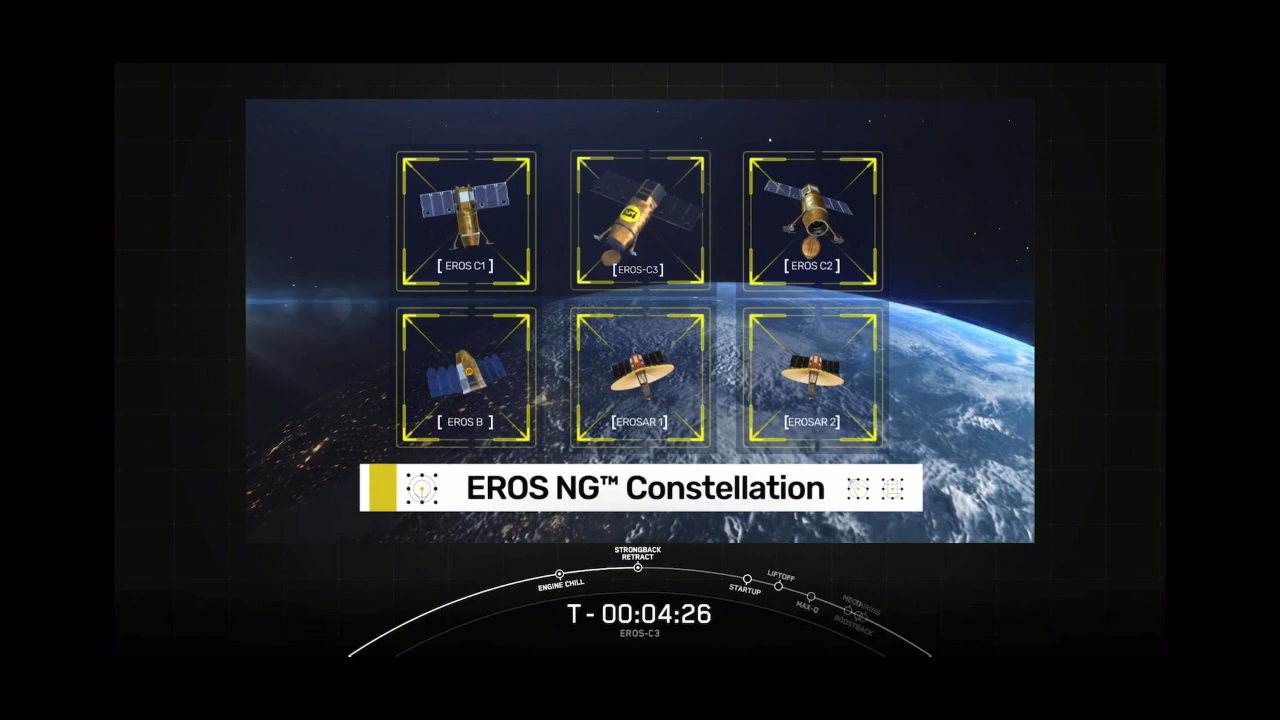 [ EROS C1 ]
[EROS-C3]
[ EROS C2 ]
[ EROS B ]
[EROSAR 1]
[EROSAR 2]
EROS NG™ Constellation
STRONGBACK
RETRACT
ENGINE CHILL
STARTUP
LIFTOFF
MAX-Q
BOOSTBACK
T- 00:04:26
EROS-C3